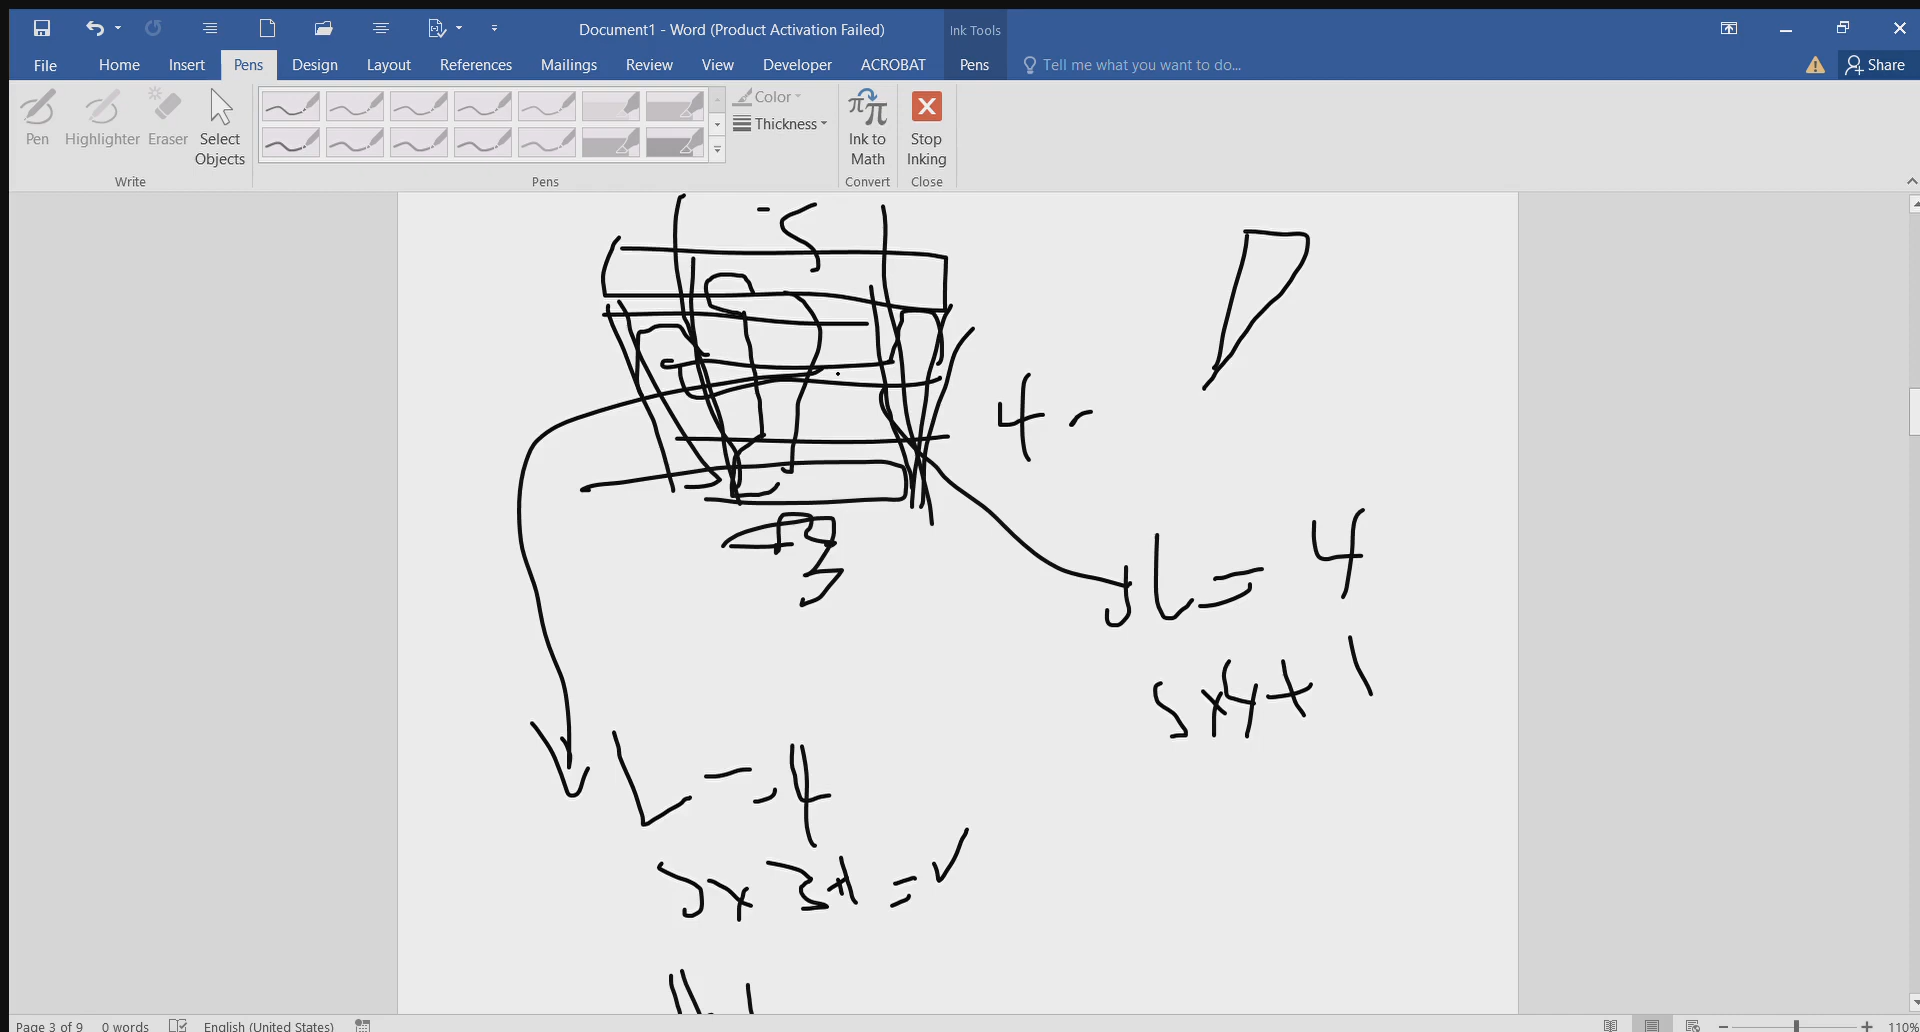 Document1 - Word (Product Activation Failed)
Ink Tools
File
Home
Insert
Pens
Design
Layout
References
Mailings
Review
View
Developer
ACROBAT
Pens
Tell me what you want to do...
Share
Pen
Highlighter
Eraser
Select
Objects
Color
Thickness
Ink to
Math
Stop
Inking
Write
Pens
Convert
Close
-5
4 -
3
L = 4
5x4+1
L = 4
5x3+1 =
Page 3 of 9
0 words
English (United States)
110%